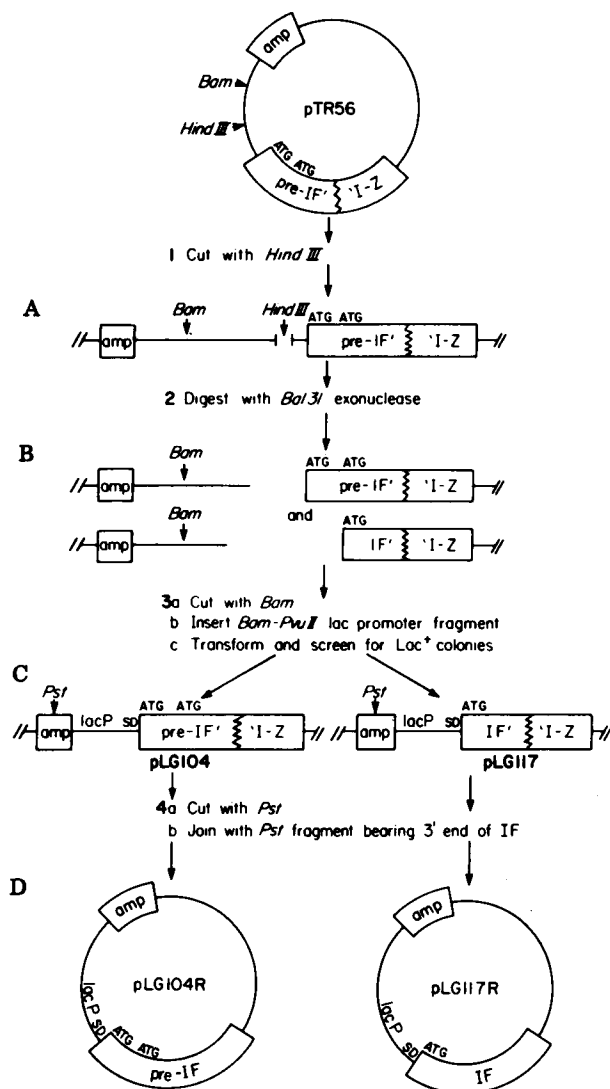 amp
Bam
pTR56
Hind III
ATG ATG
pre-IF' 'I-Z
1 Cut with Hind III
A
Bam Hind III ATG ATG
amp pre-IF' 'I-Z
2 Digest with Bal 31 exonuclease
B
Bam ATG ATG
amp pre-IF' 'I-Z
and
Bam ATG
amp IF' 'I-Z
3a Cut with Bam
b Insert Bam-Pvu II lac promoter fragment
c Transform and screen for Lac+ colonies
C
Pst ATG ATG
amp lacP SD pre-IF' 'I-Z
pLG104
Pst ATG
amp lacP SD IF' 'I-Z
pLG117
4a Cut with Pst
b Join with Pst fragment bearing 3' end of IF
D
amp
pLG104R
lac P SD ATG ATG
pre-IF
amp
pLG117R
lac P SD ATG
IF